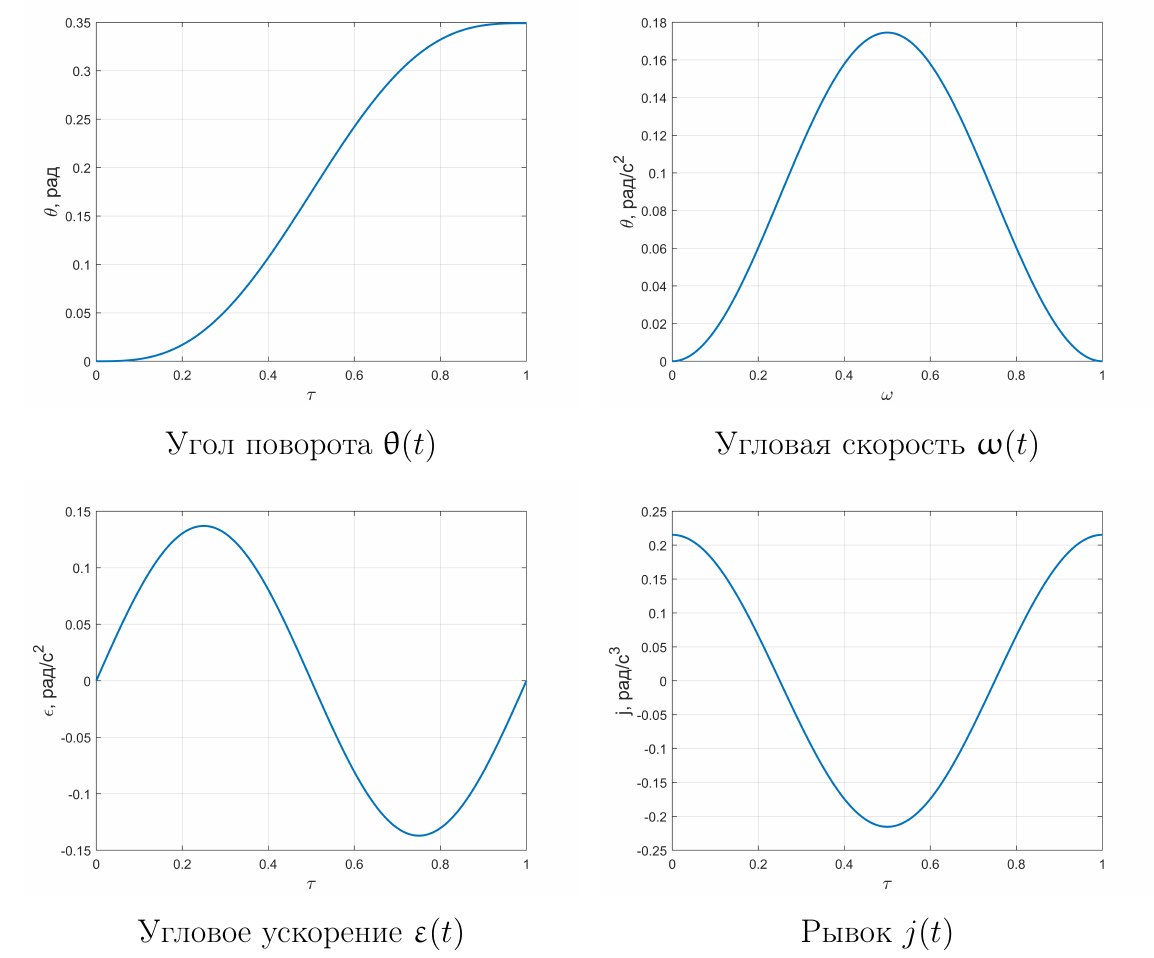 0.35
0.3
0.25
0.2
0.15
0.1
0.05
0
θ, рад
0 0.2 0.4 0.6 0.8 1
τ
Угол поворота θ(t)
0.18
0.16
0.14
0.12
0.1
0.08
0.06
0.04
0.02
0
θ, рад/с²
0 0.2 0.4 0.6 0.8 1
ω
Угловая скорость ω(t)
0.15
0.1
0.05
0
-0.05
-0.1
-0.15
ϵ, рад/с²
0 0.2 0.4 0.6 0.8 1
τ
Угловое ускорение ε(t)
0.25
0.2
0.15
0.1
0.05
0
-0.05
-0.1
-0.15
-0.2
-0.25
j, рад/с³
0 0.2 0.4 0.6 0.8 1
τ
Рывок j(t)